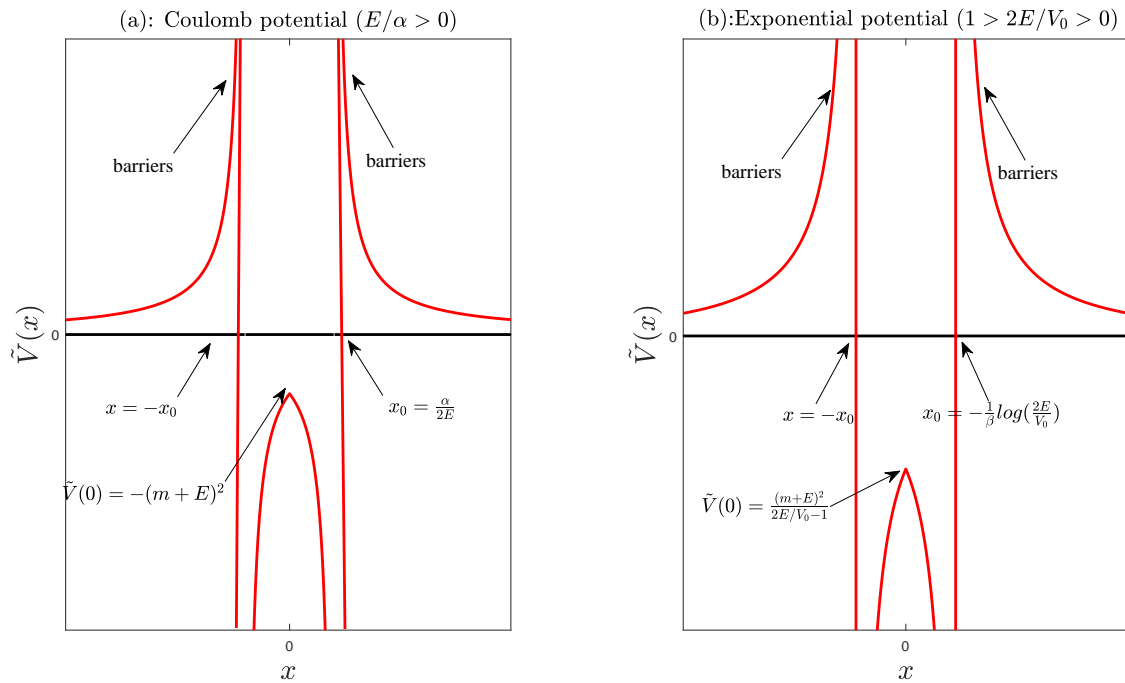 (a): Coulomb potential (E/α > 0)
barriers
barriers
Ṽ(x)
0
x = −x₀
x₀ = α/2E
Ṽ(0) = −(m + E)²
0
x
(b):Exponential potential (1 > 2E/V₀ > 0)
barriers
barriers
Ṽ(x)
0
x = −x₀
x₀ = −1/β log(2E/V₀)
Ṽ(0) = (m+E)²/2E/V₀−1
0
x